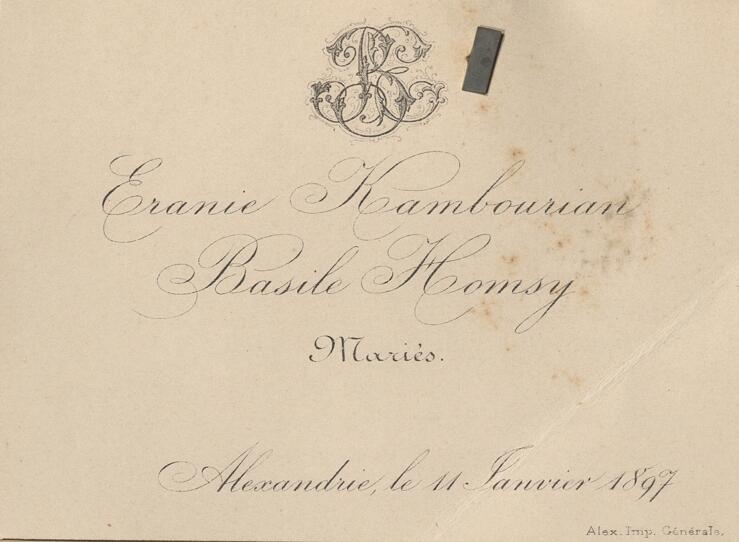 Eranie Kambourian
Basile Homsy
Mariés.
Alexandrie, le 11 Janvier 1897
Alex. Imp. Générale.